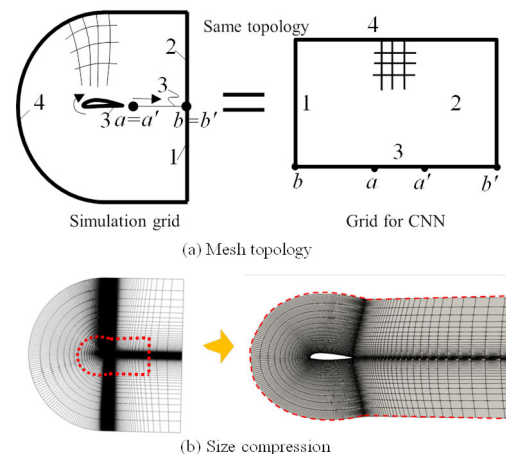 Same topology
4
2
3
4
3
a=a′
b=b′
1
1
2
3
b
a
a′
b′
Simulation grid
Grid for CNN
(a) Mesh topology
(b) Size compression